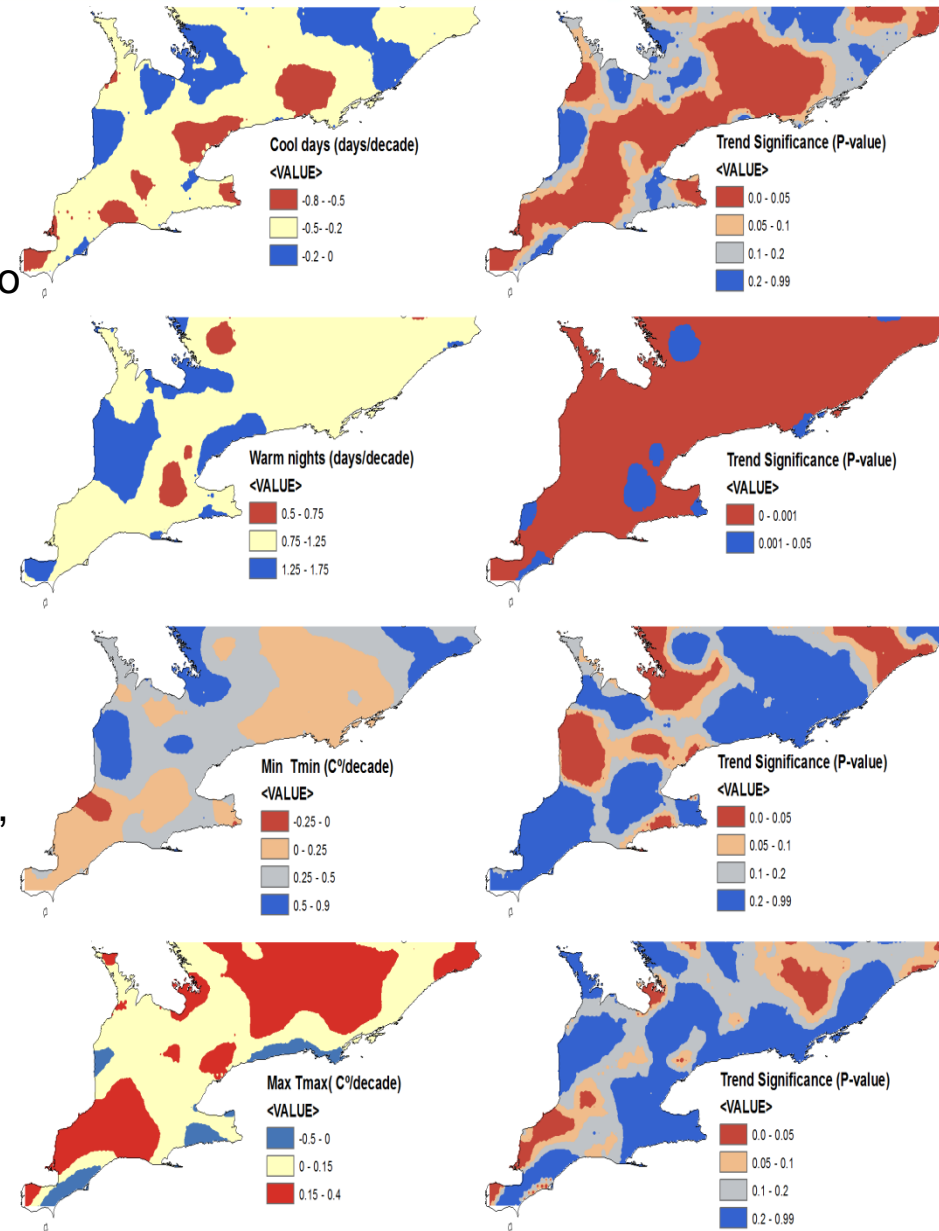 Cool days (days/decade)
<VALUE>
-0.8 - -0.5
-0.5 - -0.2
-0.2 - 0
Trend Significance (P-value)
<VALUE>
0.0 - 0.05
0.05 - 0.1
0.1 - 0.2
0.2 - 0.99
o
Warm nights (days/decade)
<VALUE>
0.5 - 0.75
0.75 -1.25
1.25 - 1.75
Trend Significance (P-value)
<VALUE>
0 - 0.001
0.001 - 0.05
Min Tmin (Cº/decade)
<VALUE>
-0.25 - 0
0 - 0.25
0.25 - 0.5
0.5 - 0.9
Trend Significance (P-value)
<VALUE>
0.0 - 0.05
0.05 - 0.1
0.1 - 0.2
0.2 - 0.99
,
Max Tmax( Cº/decade)
<VALUE>
-0.5 - 0
0 - 0.15
0.15 - 0.4
Trend Significance (P-value)
<VALUE>
0.0 - 0.05
0.05 - 0.1
0.1 - 0.2
0.2 - 0.99